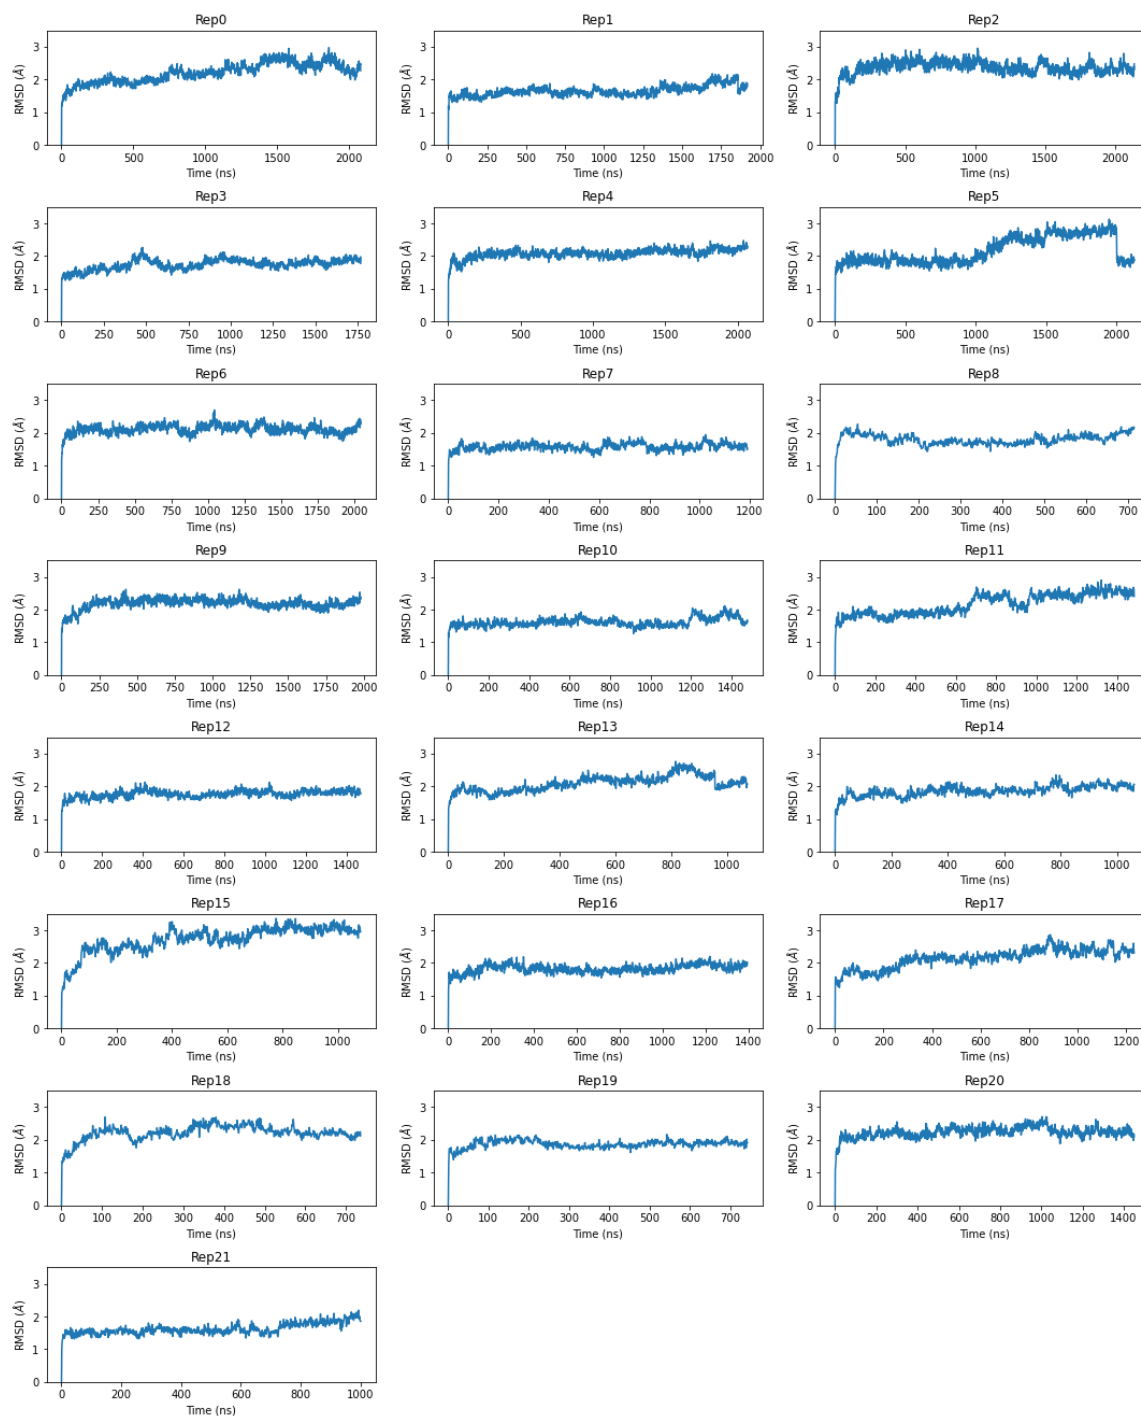 Rep0 Rep1 Rep2
RMSD (Å) 3 2 1 0 RMSD (Å) 3 2 1 0 RMSD (Å) 3 2 1 0
0 500 1000 1500 2000 0 250 500 750 1000 1250 1500 1750 2000 0 500 1000 1500 2000
Time (ns) Time (ns) Time (ns)
Rep3 Rep4 Rep5
RMSD (Å) 3 2 1 0 RMSD (Å) 3 2 1 0 RMSD (Å) 3 2 1 0
0 250 500 750 1000 1250 1500 1750 0 500 1000 1500 2000 0 500 1000 1500 2000
Time (ns) Time (ns) Time (ns)
Rep6 Rep7 Rep8
RMSD (Å) 3 2 1 0 RMSD (Å) 3 2 1 0 RMSD (Å) 3 2 1 0
0 250 500 750 1000 1250 1500 1750 2000 0 200 400 600 800 1000 1200 0 100 200 300 400 500 600 700
Time (ns) Time (ns) Time (ns)
Rep9 Rep10 Rep11
RMSD (Å) 3 2 1 0 RMSD (Å) 3 2 1 0 RMSD (Å) 3 2 1 0
0 250 500 750 1000 1250 1500 1750 2000 0 200 400 600 800 1000 1200 1400 0 200 400 600 800 1000 1200 1400
Time (ns) Time (ns) Time (ns)
Rep12 Rep13 Rep14
RMSD (Å) 3 2 1 0 RMSD (Å) 3 2 1 0 RMSD (Å) 3 2 1 0
0 200 400 600 800 1000 1200 1400 0 200 400 600 800 1000 0 200 400 600 800 1000
Time (ns) Time (ns) Time (ns)
Rep15 Rep16 Rep17
RMSD (Å) 3 2 1 0 RMSD (Å) 3 2 1 0 RMSD (Å) 3 2 1 0
0 200 400 600 800 1000 0 200 400 600 800 1000 1200 1400 0 200 400 600 800 1000 1200
Time (ns) Time (ns) Time (ns)
Rep18 Rep19 Rep20
RMSD (Å) 3 2 1 0 RMSD (Å) 3 2 1 0 RMSD (Å) 3 2 1 0
0 100 200 300 400 500 600 700 0 100 200 300 400 500 600 700 0 200 400 600 800 1000 1200 1400
Time (ns) Time (ns) Time (ns)
Rep21
RMSD (Å) 3 2 1 0
0 200 400 600 800 1000
Time (ns)